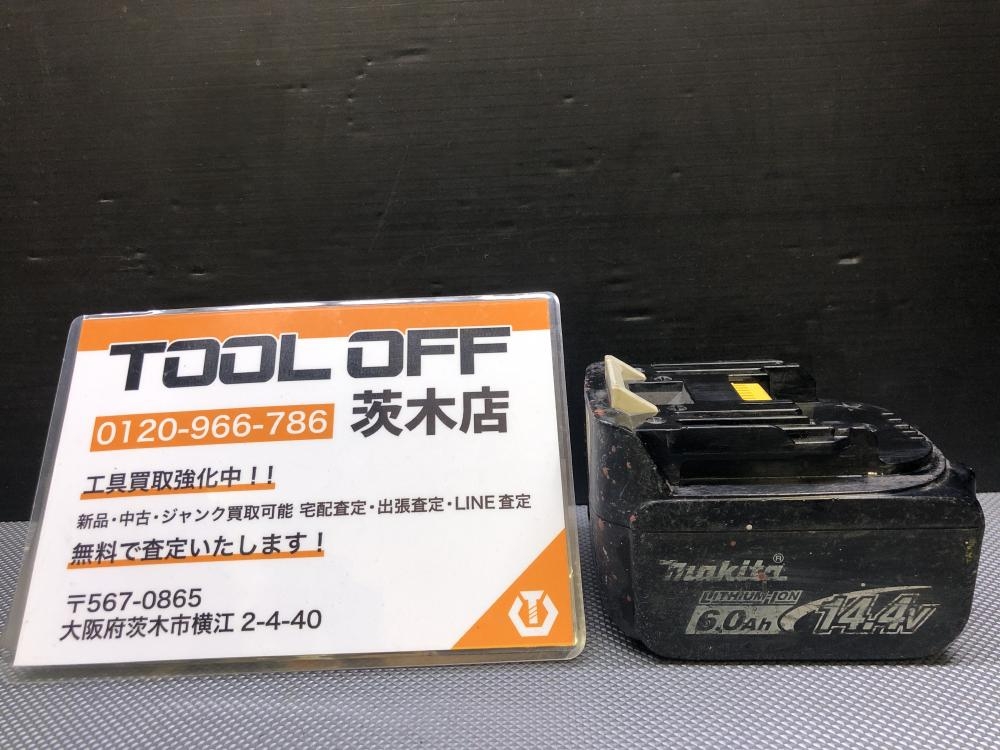 TOOL OFF
0120-966-786 茨木店
工具買取強化中!!
新品・中古・ジャンク買取可能 宅配査定・出張査定・LINE査定
無料で査定いたします!
〒567-0865
大阪府茨木市横江 2-4-40
makita®
LITHIUM-ION
6.0Ah 14.4V